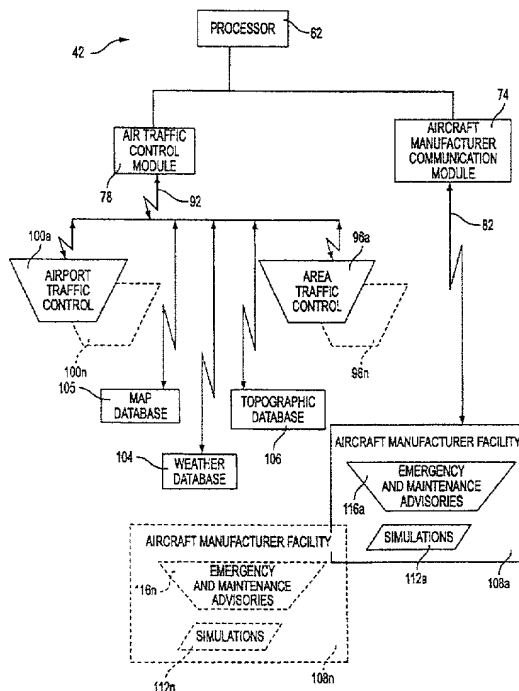 PROCESSOR
62
42
AIR TRAFFIC
CONTROL
MODULE
78
92
74
AIRCRAFT
MANUFACTURER
COMMUNICATION
MODULE
82
100a
AIRPORT
TRAFFIC
CONTROL
100n
96a
AREA
TRAFFIC
CONTROL
96n
105
MAP
DATABASE
TOPOGRAPHIC
DATABASE
106
104
WEATHER
DATABASE
AIRCRAFT MANUFACTURER FACILITY
EMERGENCY
AND MAINTENANCE
ADVISORIES
116a
SIMULATIONS
112a
108a
AIRCRAFT MANUFACTURER FACILITY
116n
EMERGENCY
AND MAINTENANCE
ADVISORIES
SIMULATIONS
112n
108n